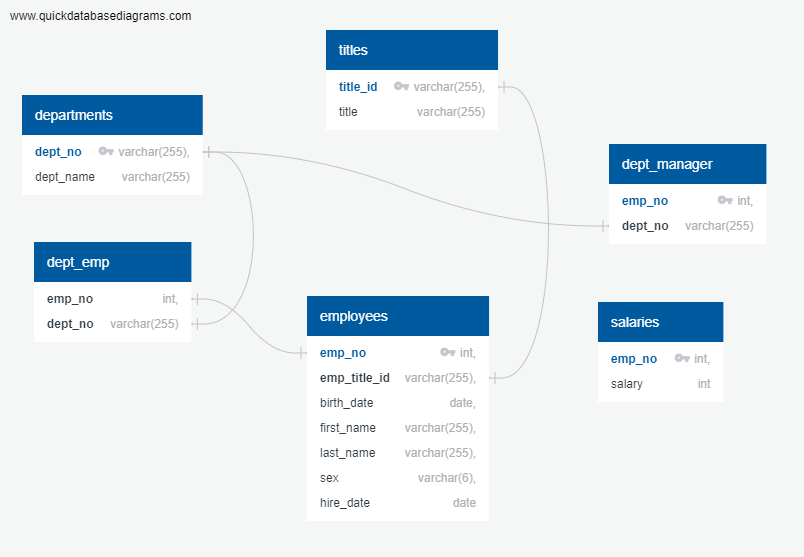 www.quickdatabasediagrams.com
titles
title_id varchar(255),
title varchar(255)
departments
dept_no varchar(255),
dept_name varchar(255)
dept_manager
emp_no int,
dept_no varchar(255)
dept_emp
emp_no int,
dept_no varchar(255)
employees
emp_no int,
emp_title_id varchar(255),
birth_date date,
first_name varchar(255),
last_name varchar(255),
sex varchar(6),
hire_date date
salaries
emp_no int,
salary int